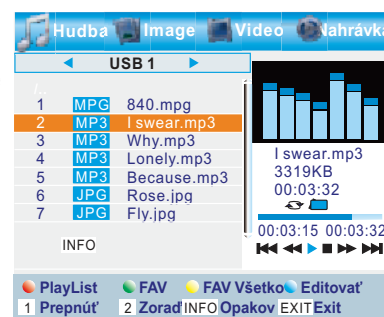 Hudba Image Video Nahrávka
USB 1
/..
1 MPG 840.mpg
2 MP3 I swear.mp3
3 MP3 Why.mp3
4 MP3 Lonely.mp3
5 MP3 Because.mp3
6 JPG Rose.jpg
7 JPG Fly.jpg
INFO
I swear.mp3
3319KB
00:03:32
00:03:15 00:03:32
PlayList FAV FAV Všetko Editovať
1 Prepnúť 2 Zoraď INFO Opakov EXIT Exit